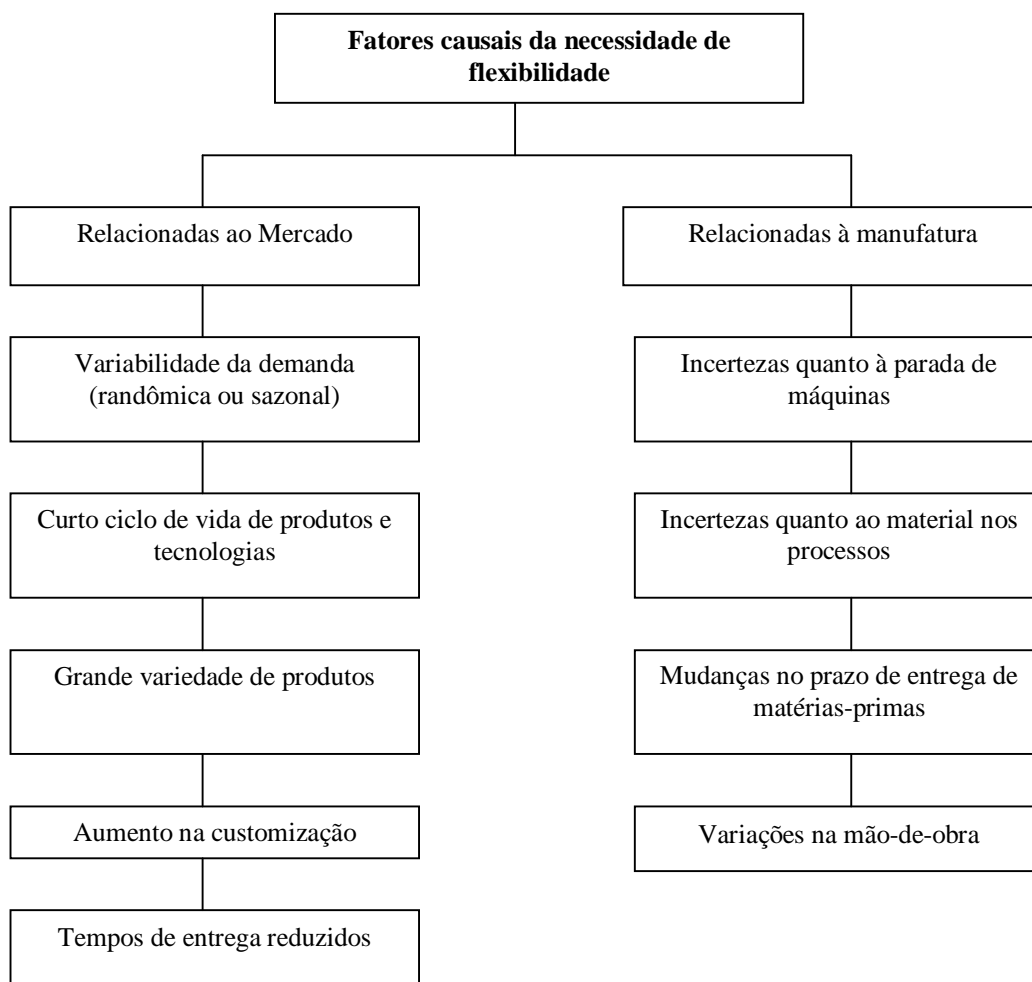 Fatores causais da necessidade de
flexibilidade
Relacionadas ao Mercado
Variabilidade da demanda
(randômica ou sazonal)
Curto ciclo de vida de produtos e
tecnologias
Grande variedade de produtos
Aumento na customização
Tempos de entrega reduzidos
Relacionadas à manufatura
Incertezas quanto à parada de
máquinas
Incertezas quanto ao material nos
processos
Mudanças no prazo de entrega de
matérias-primas
Variações na mão-de-obra